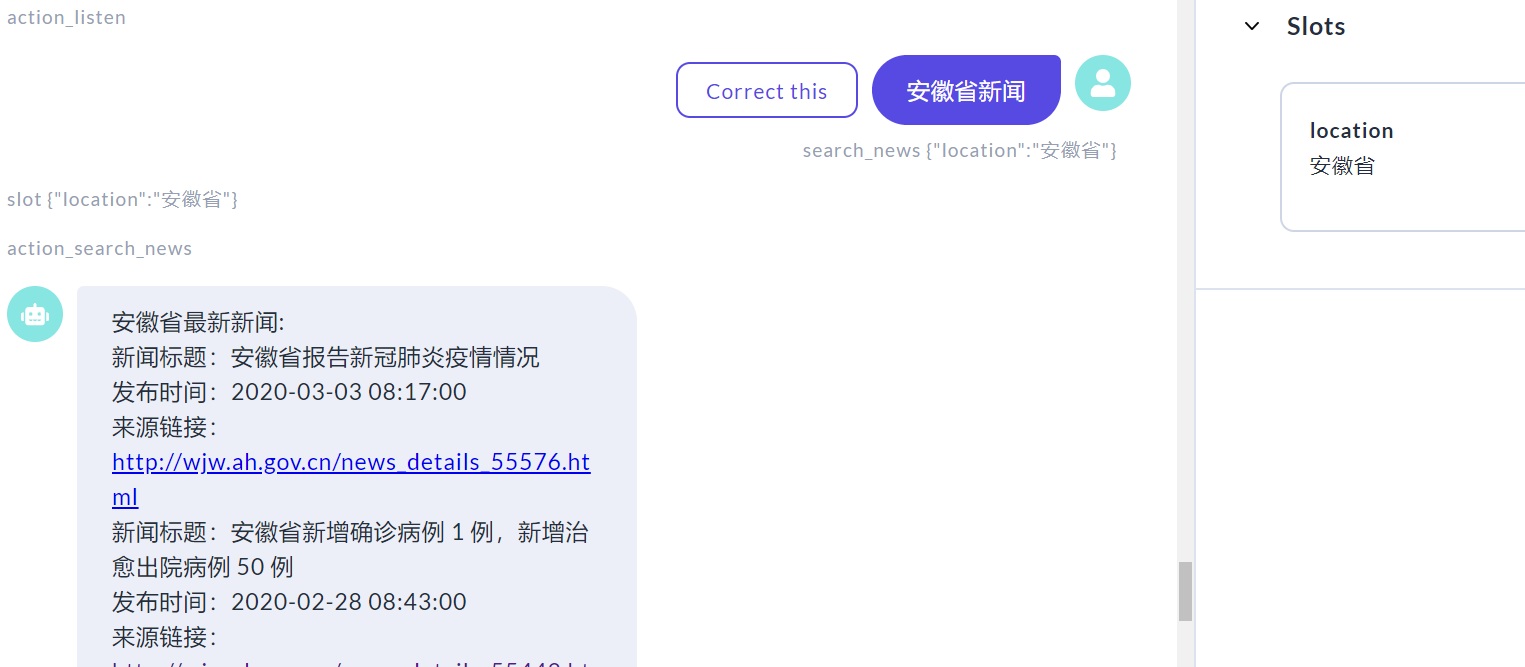 action_listen
Correct this
安徽省新闻
search_news {"location":"安徽省"}
slot {"location":"安徽省"}
action_search_news
安徽省最新新闻:
新闻标题：安徽省报告新冠肺炎疫情情况
发布时间：2020-03-03 08:17:00
来源链接：
http://wjw.ah.gov.cn/news_details_55576.ht
ml
新闻标题：安徽省新增确诊病例 1 例，新增治
愈出院病例 50 例
发布时间：2020-02-28 08:43:00
来源链接：
Slots
location
安徽省